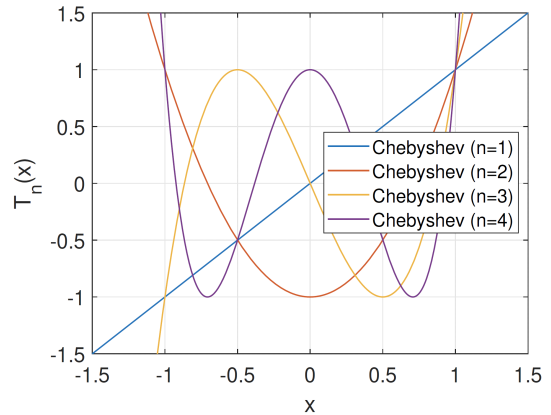 1.5
1
0.5
0
-0.5
-1
-1.5
T_n(x)
Chebyshev (n=1)
Chebyshev (n=2)
Chebyshev (n=3)
Chebyshev (n=4)
-1.5 -1 -0.5 0 0.5 1 1.5
x